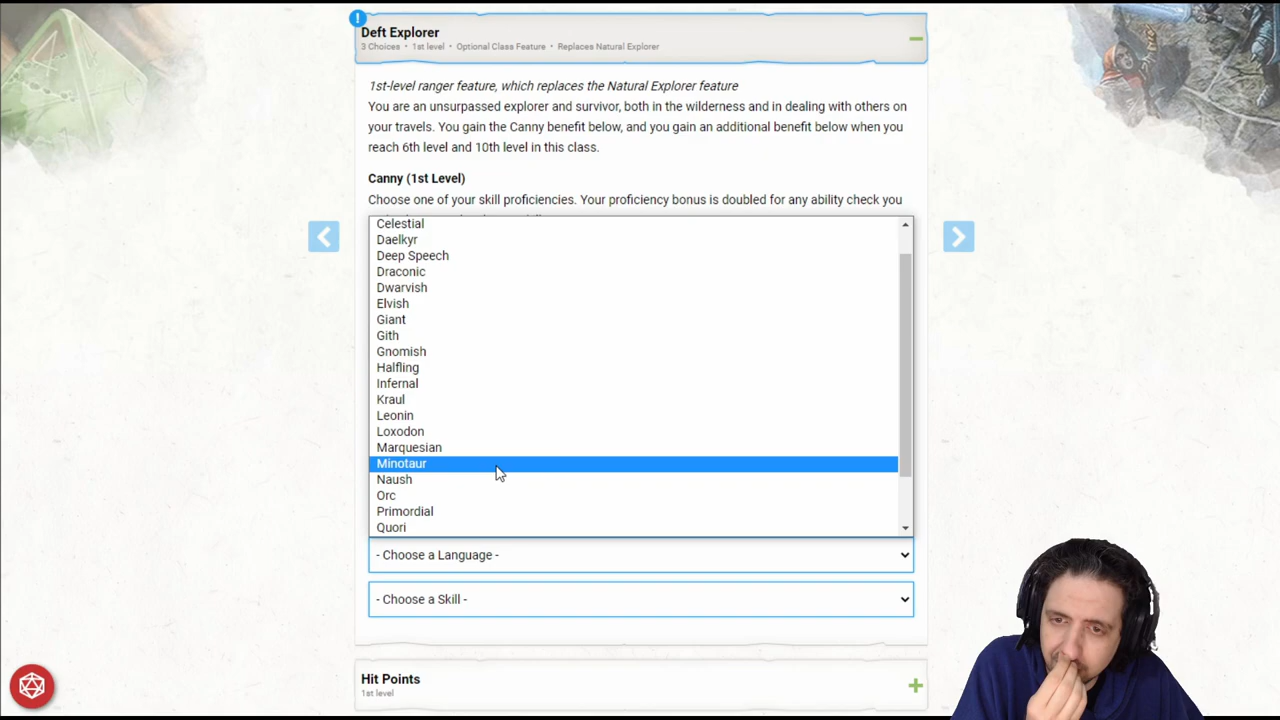 !
Deft Explorer
3 Choices • 1st level • Optional Class Feature • Replaces Natural Explorer
1st-level ranger feature, which replaces the Natural Explorer feature
You are an unsurpassed explorer and survivor, both in the wilderness and in dealing with others on
your travels. You gain the Canny benefit below, and you gain an additional benefit below when you
reach 6th level and 10th level in this class.
Canny (1st Level)
Choose one of your skill proficiencies. Your proficiency bonus is doubled for any ability check you
Celestial
Daelkyr
Deep Speech
Draconic
Dwarvish
Elvish
Giant
Gith
Gnomish
Halfling
Infernal
Kraul
Leonin
Loxodon
Marquesian
Minotaur
Naush
Orc
Primordial
Quori
- Choose a Language -
- Choose a Skill -
Hit Points
1st level